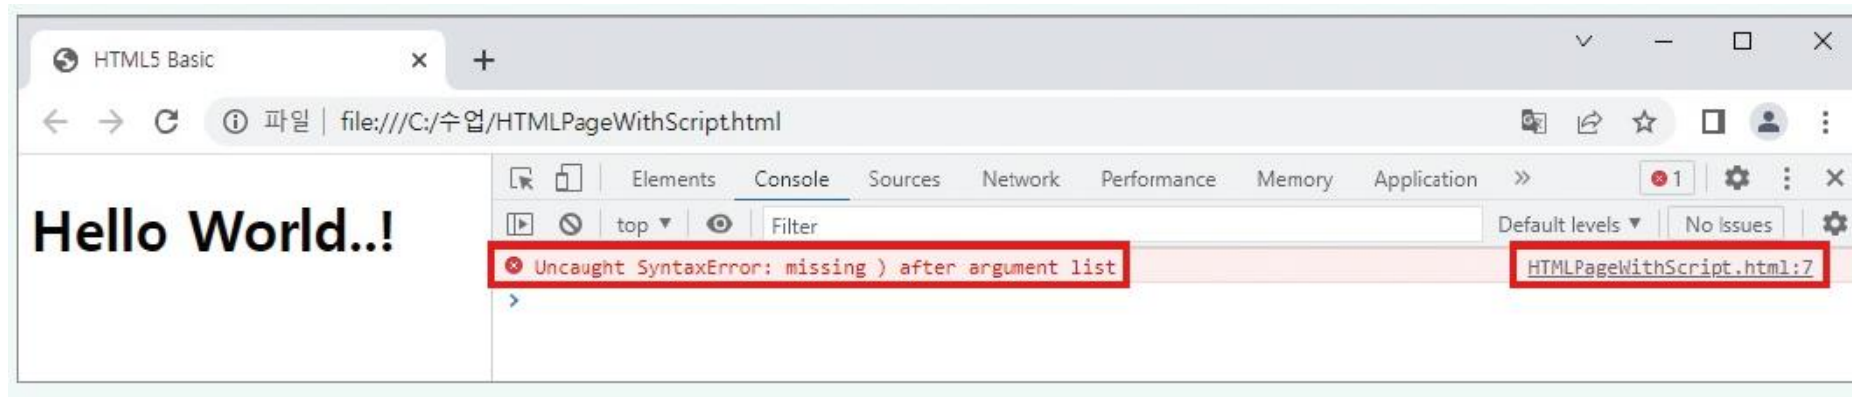 HTML5 Basic
파일 | file:///C:/수업/HTMLPageWithScript.html
Hello World..!
Elements Console Sources Network Performance Memory Application » 1
top ▼ Filter Default levels ▼ No Issues
Uncaught SyntaxError: missing ) after argument list HTMLPageWithScript.html:7